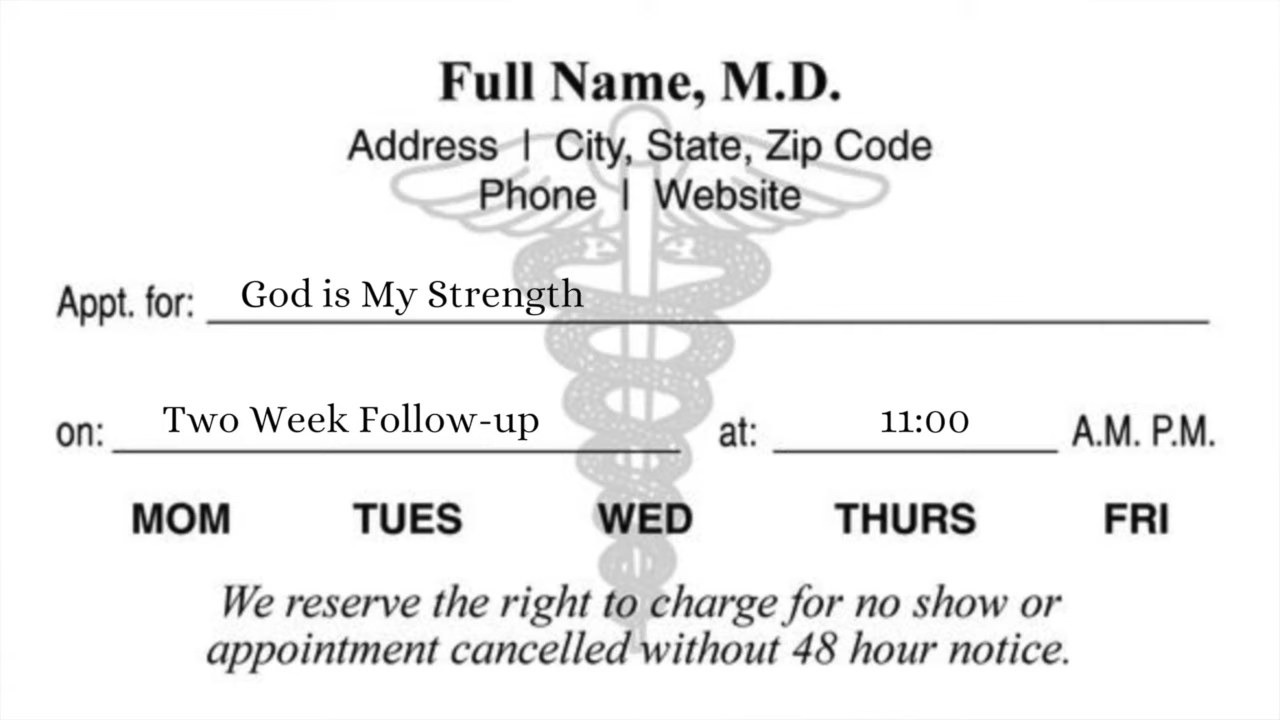 Full Name, M.D.
Address | City, State, Zip Code
Phone | Website
Appt. for: God is My Strength
on: Two Week Follow-up at: 11:00 A.M. P.M.
MOM TUES WED THURS FRI
We reserve the right to charge for no show or
appointment cancelled without 48 hour notice.